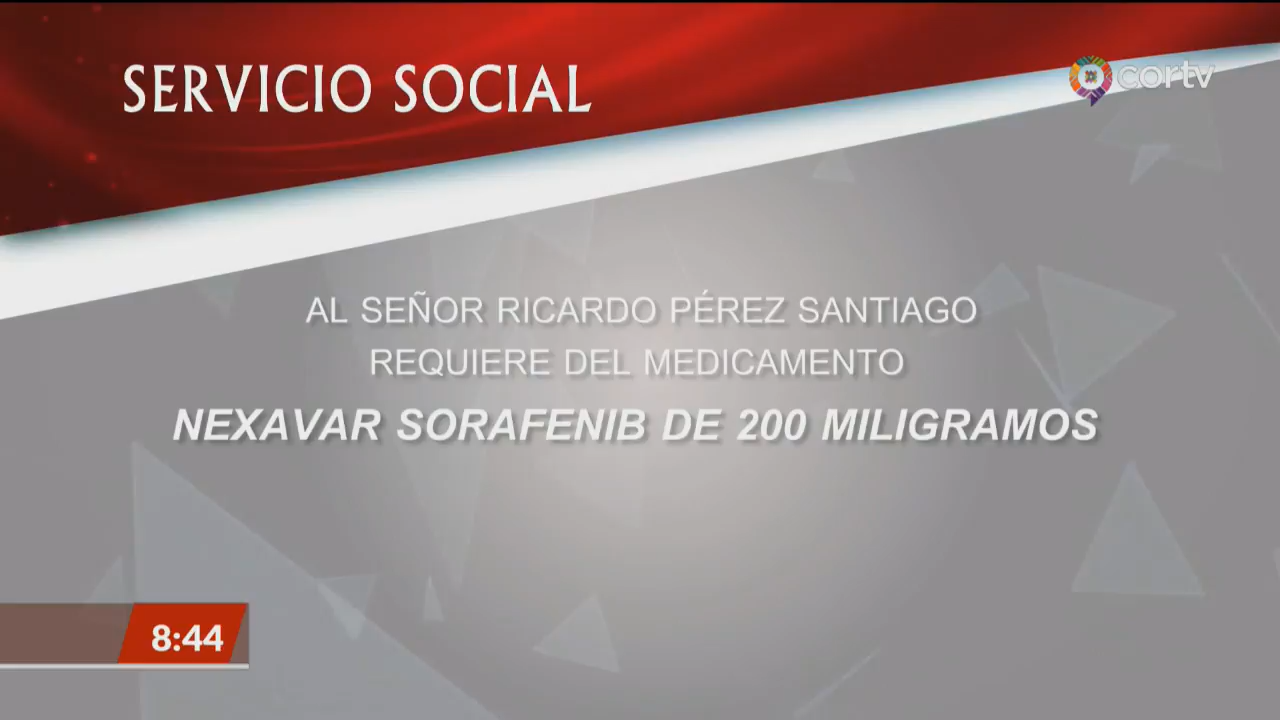 SERVICIO SOCIAL
cortv
AL SEÑOR RICARDO PÉREZ SANTIAGO
REQUIERE DEL MEDICAMENTO
NEXAVAR SORAFENIB DE 200 MILIGRAMOS
8:44